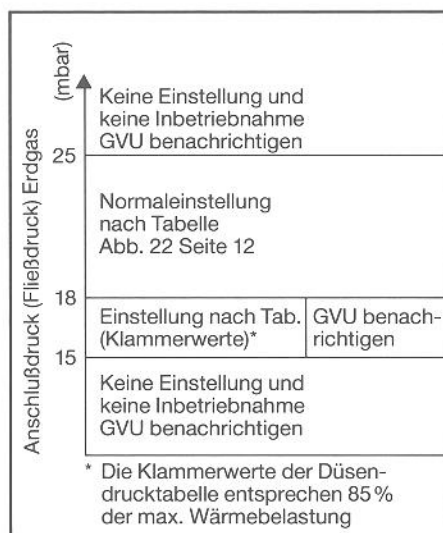 Anschlußdruck (Fließdruck) Erdgas
(mbar)
Keine Einstellung und
keine Inbetriebnahme
GVU benachrichtigen
25
Normaleinstellung
nach Tabelle
Abb. 22 Seite 12
18
Einstellung nach Tab.
(Klammerwerte)*
GVU benach-
richtigen
15
Keine Einstellung und
keine Inbetriebnahme
GVU benachrichtigen
* Die Klammerwerte der Düsen-
drucktabelle entsprechen 85%
der max. Wärmebelastung